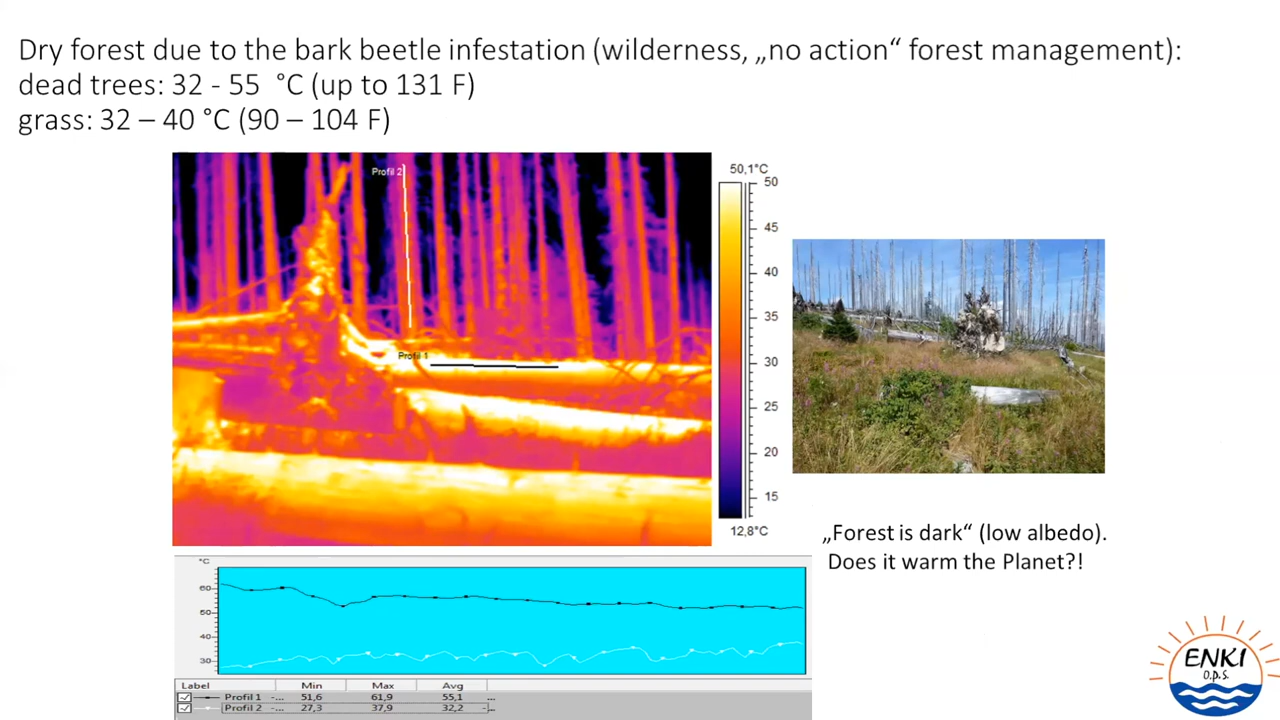 Dry forest due to the bark beetle infestation (wilderness, „no action“ forest management):
dead trees: 32 - 55 °C (up to 131 F)
grass: 32 – 40 °C (90 – 104 F)
Profil 2
Profil 1
50,1°C
50
45
40
35
30
25
20
15
12,8°C
„Forest is dark“ (low albedo).
Does it warm the Planet?!
°C
60
50
40
30
Label Min Max Avg
Profil 1 -... 51,6 61,9 55,1 ...
Profil 2 -... 27,3 37,9 32,2 -...
ENKI
o.p.s.